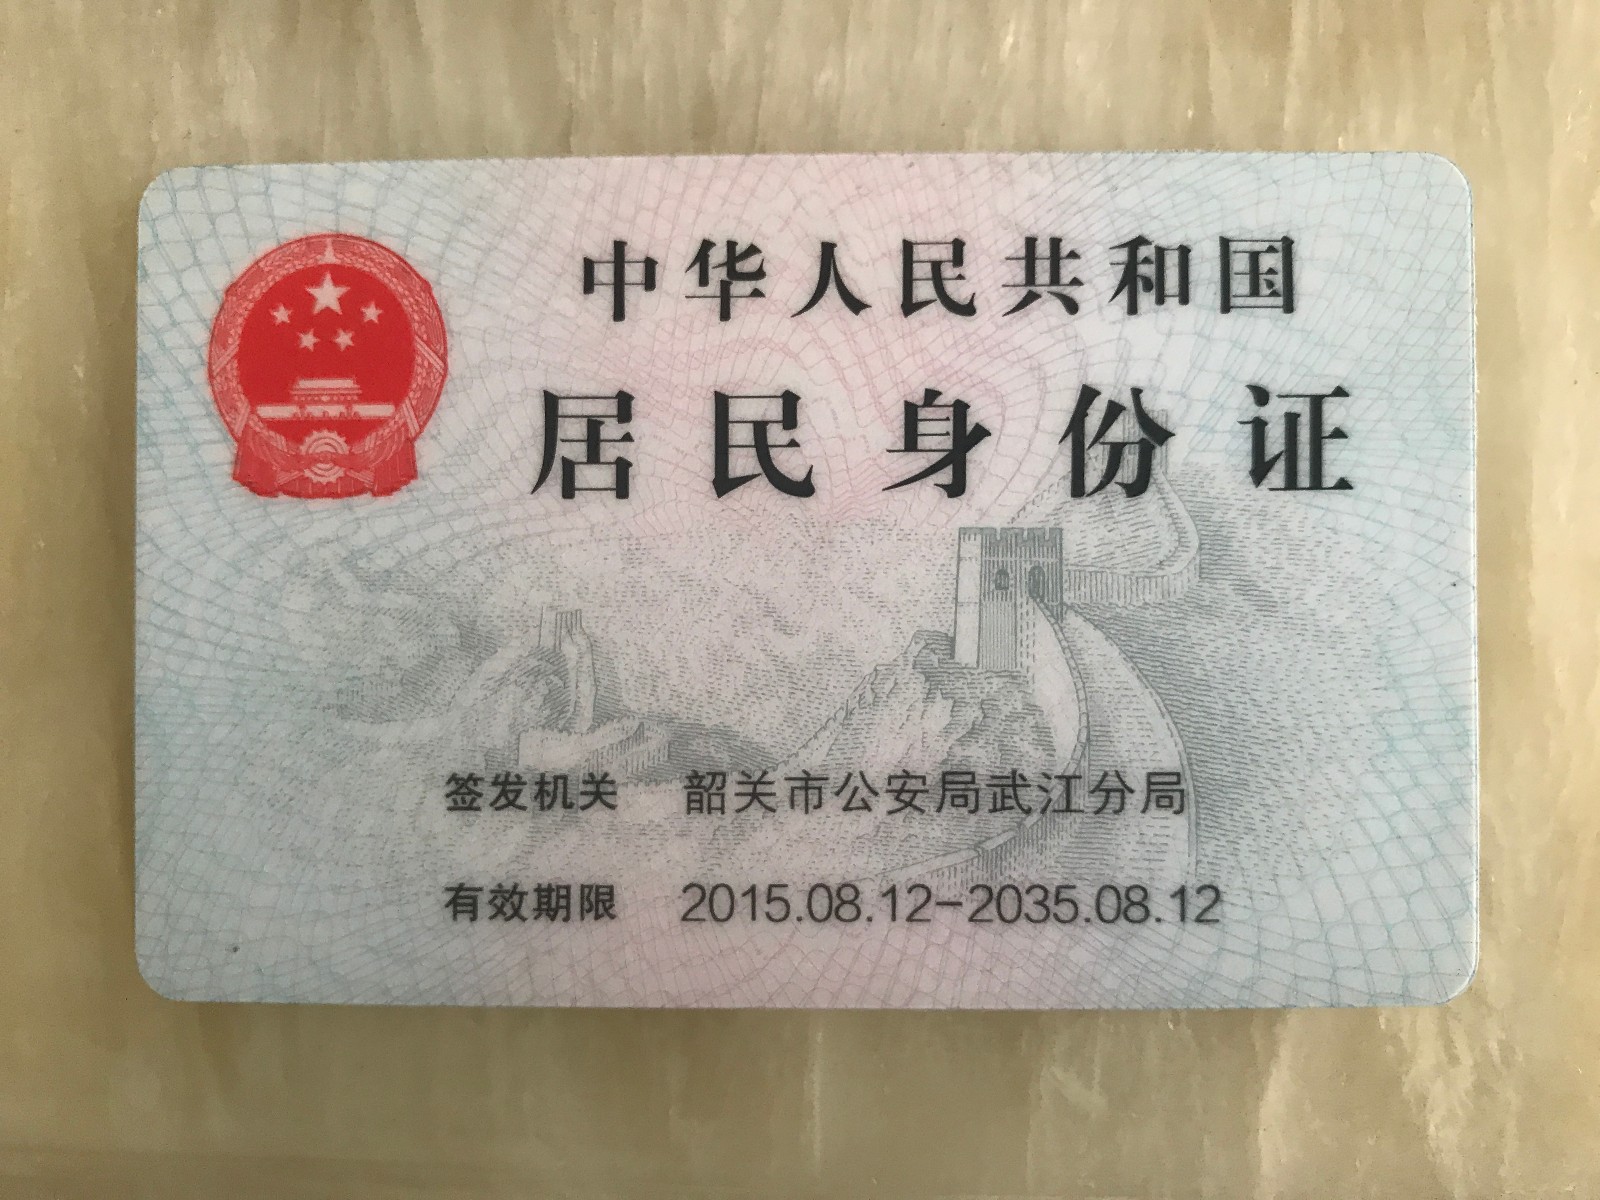 中华人民共和国
居民身份证
签发机关 韶关市公安局武江分局
有效期限 2015.08.12-2035.08.12